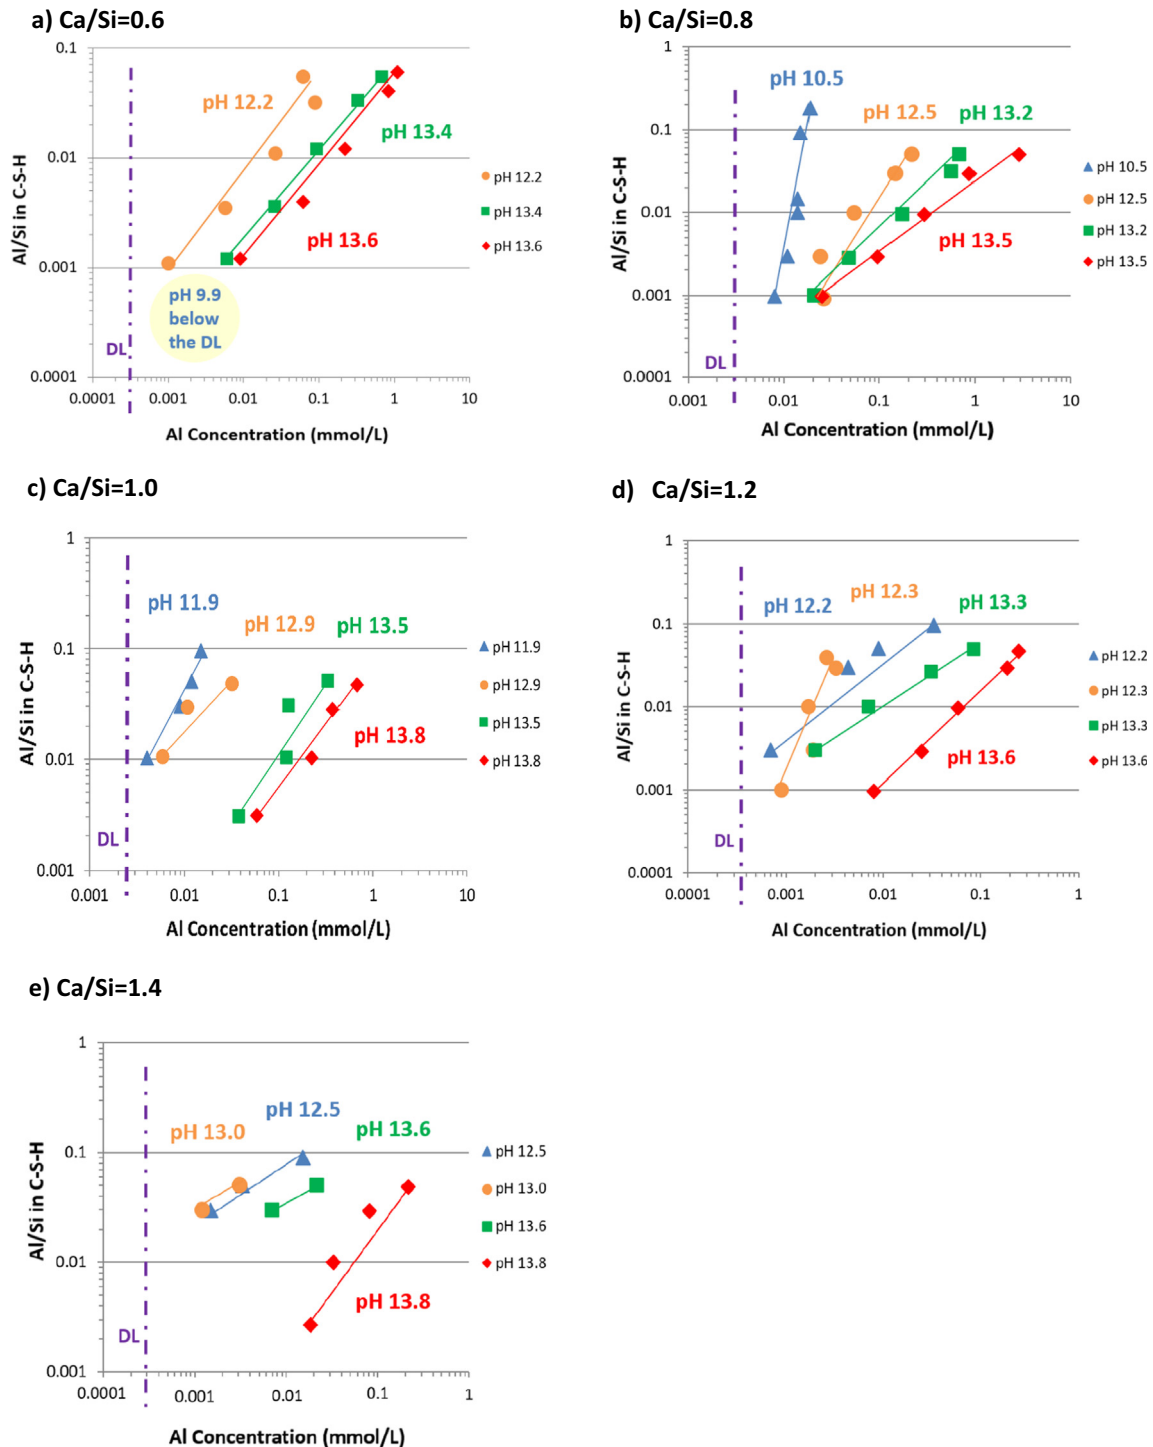 a) Ca/Si=0.6
0.1
0.01
0.001
0.0001
Al/Si in C-S-H
pH 12.2
pH 13.4
pH 13.6
pH 9.9
below
the DL
DL
0.0001 0.001 0.01 0.1 1 10
Al Concentration (mmol/L)
pH 12.2
pH 13.4
pH 13.6
b) Ca/Si=0.8
1
0.1
0.01
0.001
0.0001
Al/Si in C-S-H
pH 10.5
pH 12.5
pH 13.2
pH 13.5
DL
0.001 0.01 0.1 1 10
Al Concentration (mmol/L)
pH 10.5
pH 12.5
pH 13.2
pH 13.5
c) Ca/Si=1.0
1
0.1
0.01
0.001
Al/Si in C-S-H
pH 11.9
pH 12.9
pH 13.5
pH 13.8
DL
0.001 0.01 0.1 1 10
Al Concentration (mmol/L)
pH 11.9
pH 12.9
pH 13.5
pH 13.8
d) Ca/Si=1.2
1
0.1
0.01
0.001
0.0001
Al/Si in C-S-H
pH 12.2
pH 12.3
pH 13.3
pH 13.6
DL
0.0001 0.001 0.01 0.1 1
Al Concentration (mmol/L)
pH 12.2
pH 12.3
pH 13.3
pH 13.6
e) Ca/Si=1.4
1
0.1
0.01
0.001
Al/Si in C-S-H
pH 13.0
pH 12.5
pH 13.6
pH 13.8
DL
0.0001 0.001 0.01 0.1 1
Al Concentration (mmol/L)
pH 12.5
pH 13.0
pH 13.6
pH 13.8